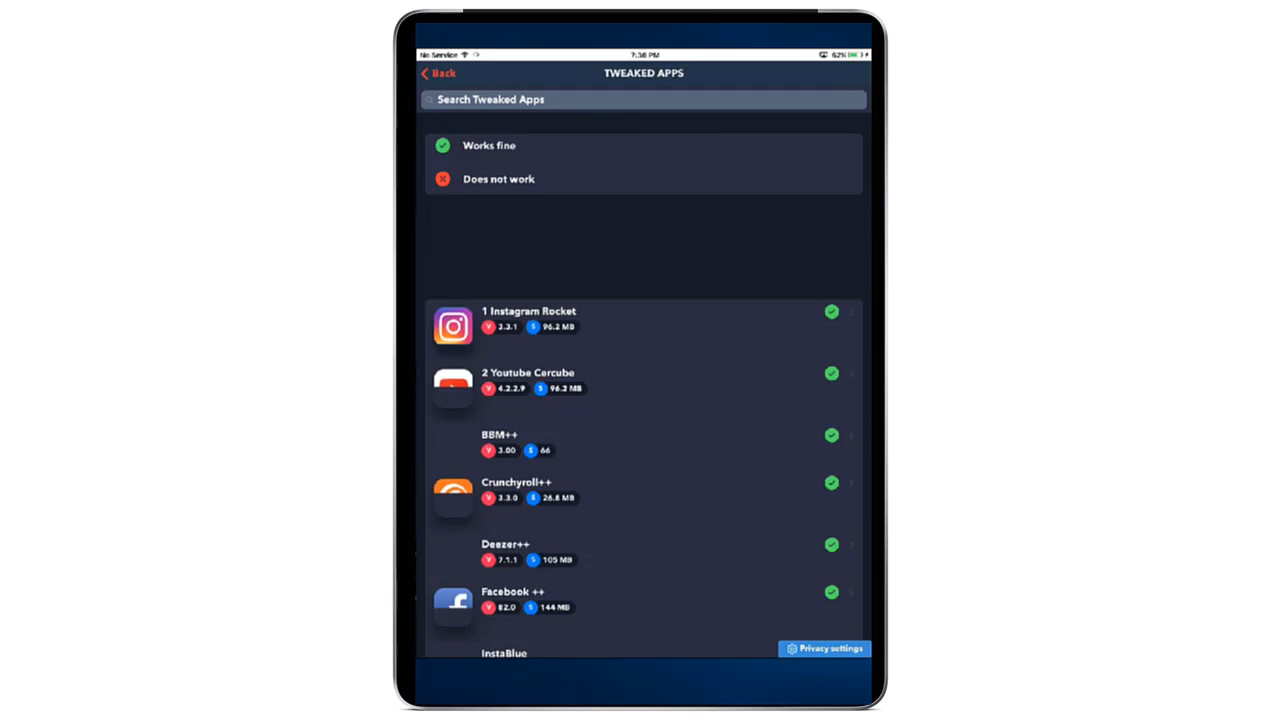 No Service 7:36 PM 62%
Back TWEAKED APPS
Search Tweaked Apps
Works fine
Does not work
1 Instagram Rocket
V 3.3.1 S 96.2 MB
2 Youtube Cercube
V 4.2.2.9 S 96.2 MB
BBM++
V 3.00 S 66
Crunchyroll++
V 3.3.0 S 26.8 MB
Deezer++
V 7.1.1 S 105 MB
Facebook ++
V 82.0 S 144 MB
InstaBlue
Privacy settings